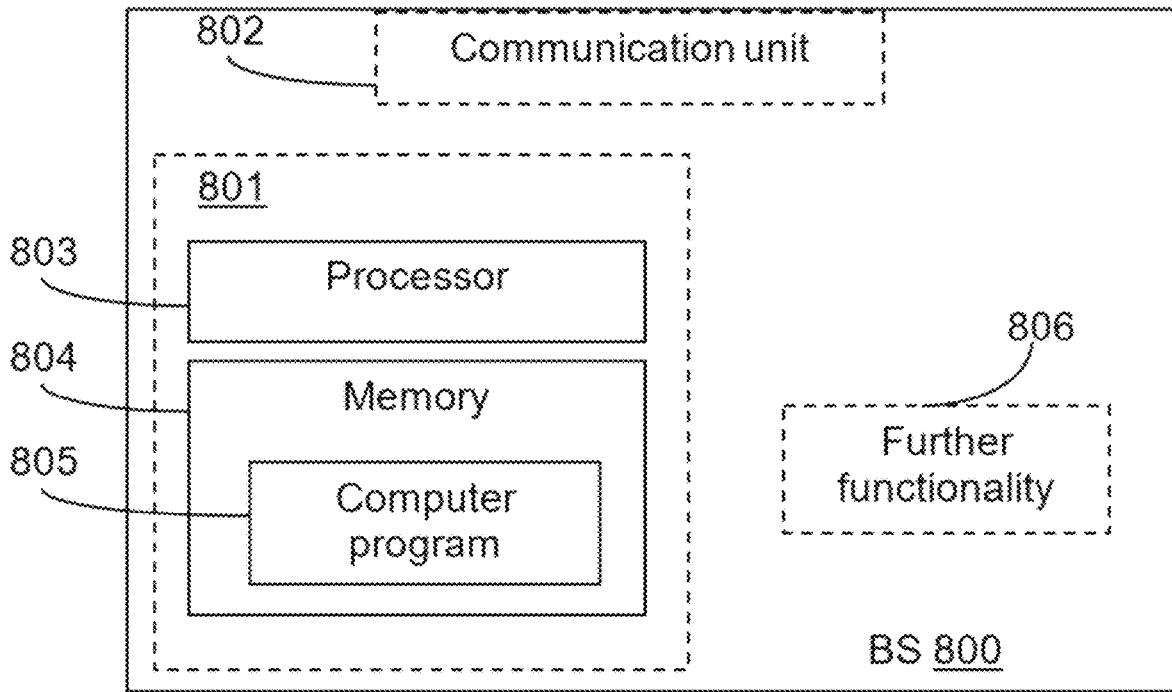 802
Communication unit
801
803
Processor
804
Memory
805
Computer
program
806
Further
functionality
BS 800